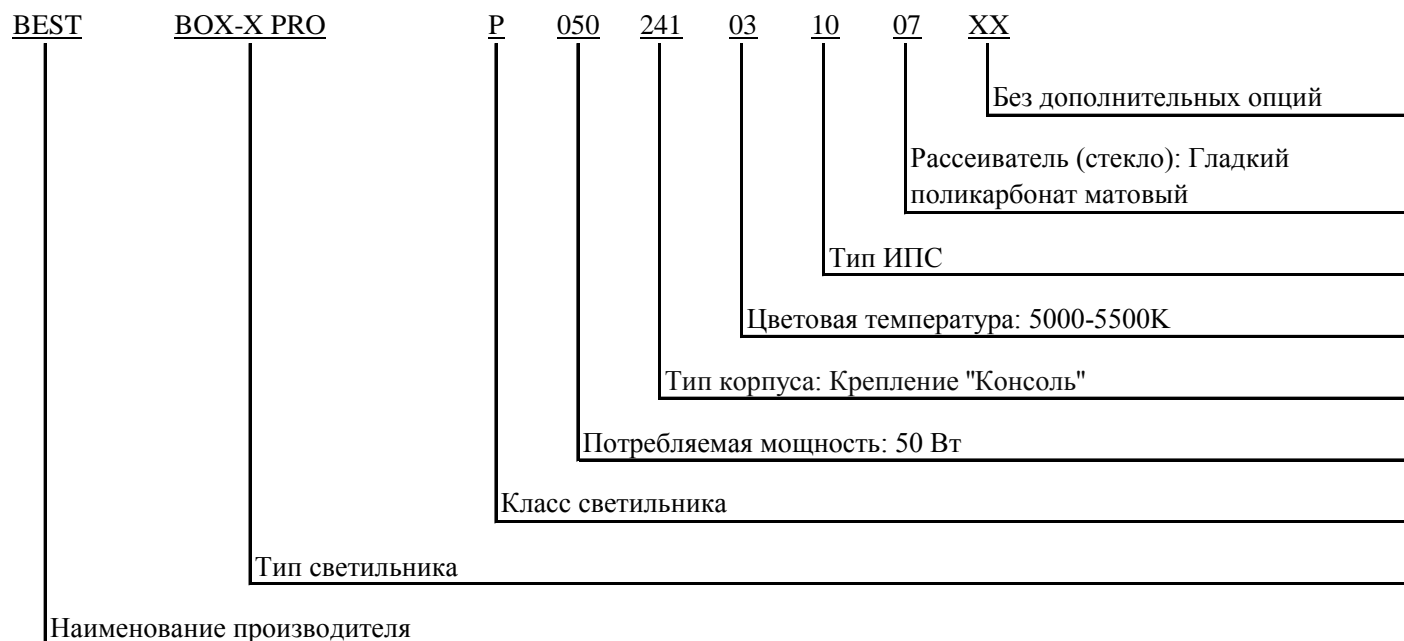 BEST BOX-X PRO P 050 241 03 10 07 XX
Без дополнительных опций
Рассеиватель (стекло): Гладкий
поликарбонат матовый
Тип ИПС
Цветовая температура: 5000-5500K
Тип корпуса: Крепление "Консоль"
Потребляемая мощность: 50 Вт
Класс светильника
Тип светильника
Наименование производителя